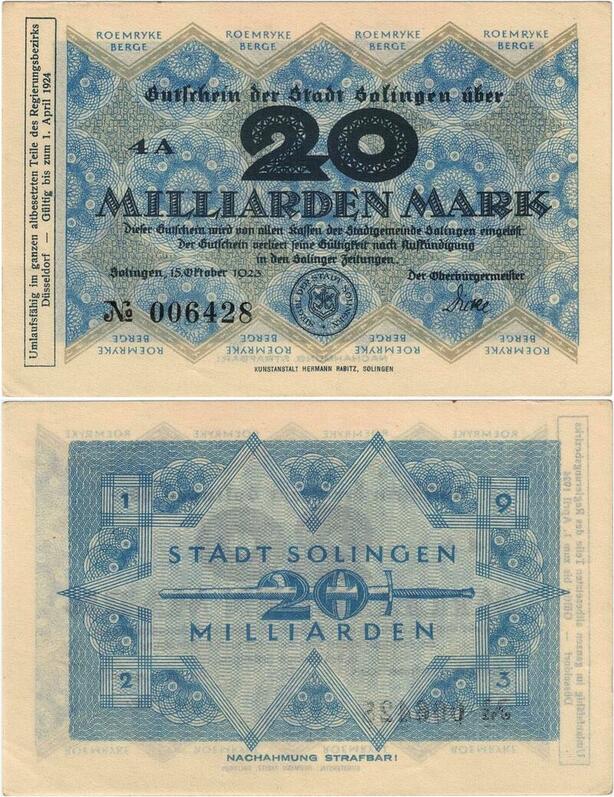 ROEMRYKE BERGE ROEMRYKE BERGE ROEMRYKE BERGE ROEMRYKE BERGE
Umlaufsfähig im ganzen altbesetzten Teile des Regierungsbezirks
Düsseldorf — Gültig bis zum 1. April 1924
Gutschein der Stadt Solingen über
4 A
20
MILLIARDEN MARK
Dieser Gutschein wird von allen Kassen der Stadtgemeinde Solingen eingelöst
Der Gutschein verliert seine Gültigkeit nach Aufkündigung
in den Solinger Zeitungen.
Solingen, 15. Oktober 1923
Der Oberbürgermeister
№ 006428
ROEMRYKE BERGE ROEMRYKE BERGE ROEMRYKE BERGE ROEMRYKE BERGE
KUNSTANSTALT HERMANN RABITZ, SOLINGEN
1 9
STADT SOLINGEN
20
MILLIARDEN
2 3
NACHAHMUNG STRAFBAR!